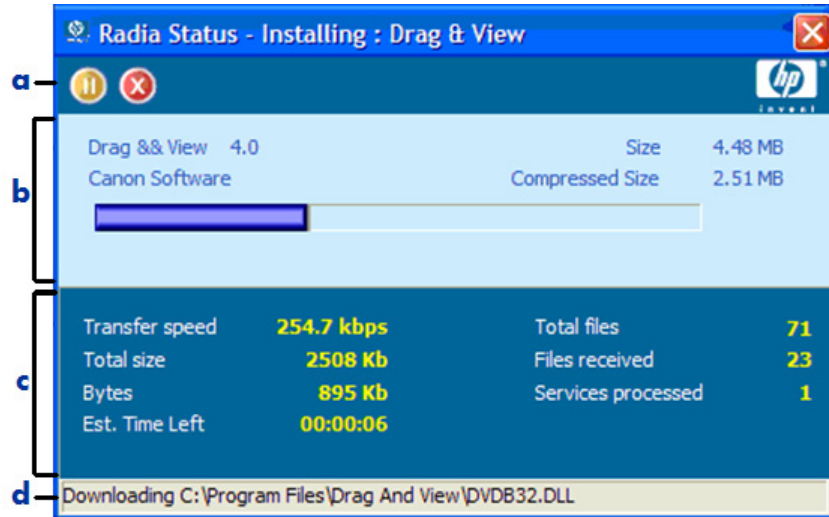 Radia Status - Installing : Drag & View
a
hp
invent
b
Drag && View 4.0 Size 4.48 MB
Canon Software Compressed Size 2.51 MB
c
Transfer speed 254.7 kbps Total files 71
Total size 2508 Kb Files received 23
Bytes 895 Kb Services processed 1
Est. Time Left 00:00:06
d
Downloading C:\Program Files\Drag And View\DVDB32.DLL